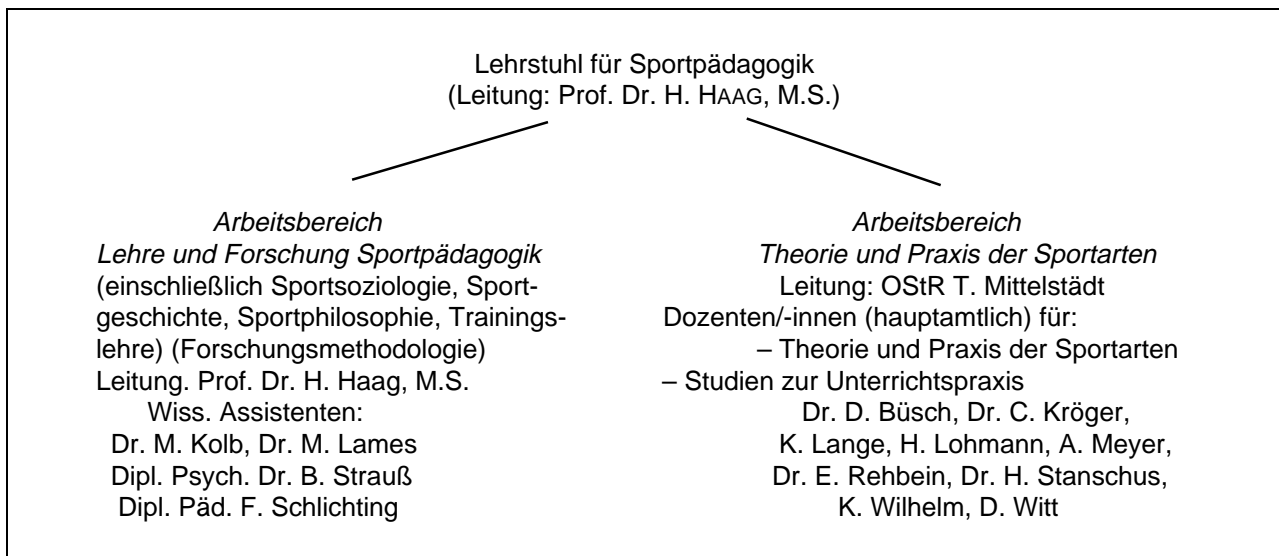 Lehrstuhl für Sportpädagogik
(Leitung: Prof. Dr. H. HAAG, M.S.)
Arbeitsbereich
Lehre und Forschung Sportpädagogik
(einschließlich Sportsoziologie, Sport-
geschichte, Sportphilosophie, Trainings-
lehre) (Forschungsmethodologie)
Leitung. Prof. Dr. H. Haag, M.S.
Wiss. Assistenten:
Dr. M. Kolb, Dr. M. Lames
Dipl. Psych. Dr. B. Strauß
Dipl. Päd. F. Schlichting
Arbeitsbereich
Theorie und Praxis der Sportarten
Leitung: OStR T. Mittelstädt
Dozenten/-innen (hauptamtlich) für:
– Theorie und Praxis der Sportarten
– Studien zur Unterrichtspraxis
Dr. D. Büsch, Dr. C. Kröger,
K. Lange, H. Lohmann, A. Meyer,
Dr. E. Rehbein, Dr. H. Stanschus,
K. Wilhelm, D. Witt